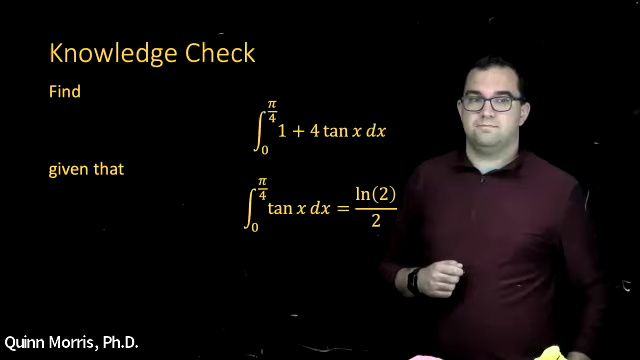 Knowledge Check
Find
∫₀^{π/4} 1 + 4 tan x dx
given that
∫₀^{π/4} tan x dx = ln(2)/2
Quinn Morris, Ph.D.